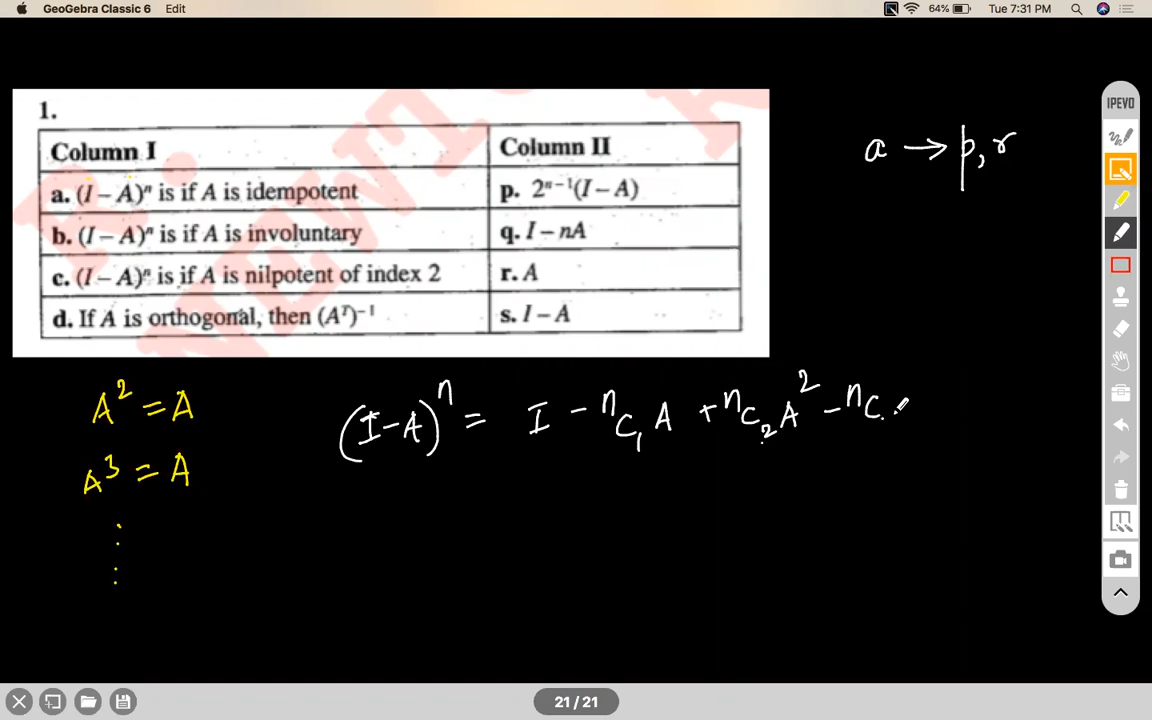 GeoGebra Classic 6 Edit 64% Tue 7:31 PM
IPEVO
1.
Column I Column II
a. (I – A)ⁿ is if A is idempotent p. 2ⁿ⁻¹(I – A)
b. (I – A)ⁿ is if A is involuntary q. I – nA
c. (I – A)ⁿ is if A is nilpotent of index 2 r. A
d. If A is orthogonal, then (Aᵀ)⁻¹ s. I – A
a → p, r
A² = A
A³ = A
⋮
(I-A)ⁿ = I - ⁿC₁ A + ⁿC₂ A² - ⁿC
21 / 21